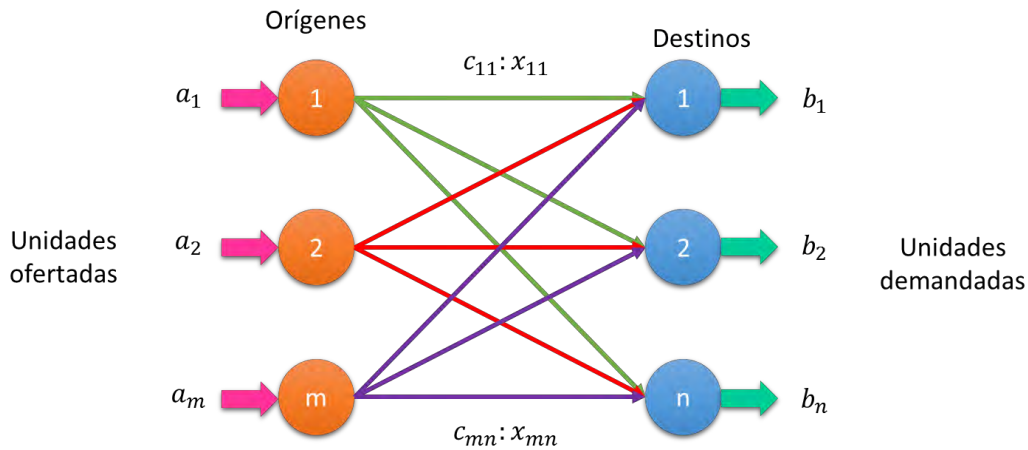 Orígenes
Destinos
c₁₁: x₁₁
a₁
1
1
b₁
Unidades
ofertadas
a₂
2
2
b₂
Unidades
demandadas
aₘ
m
n
bₙ
cₘₙ: xₘₙ